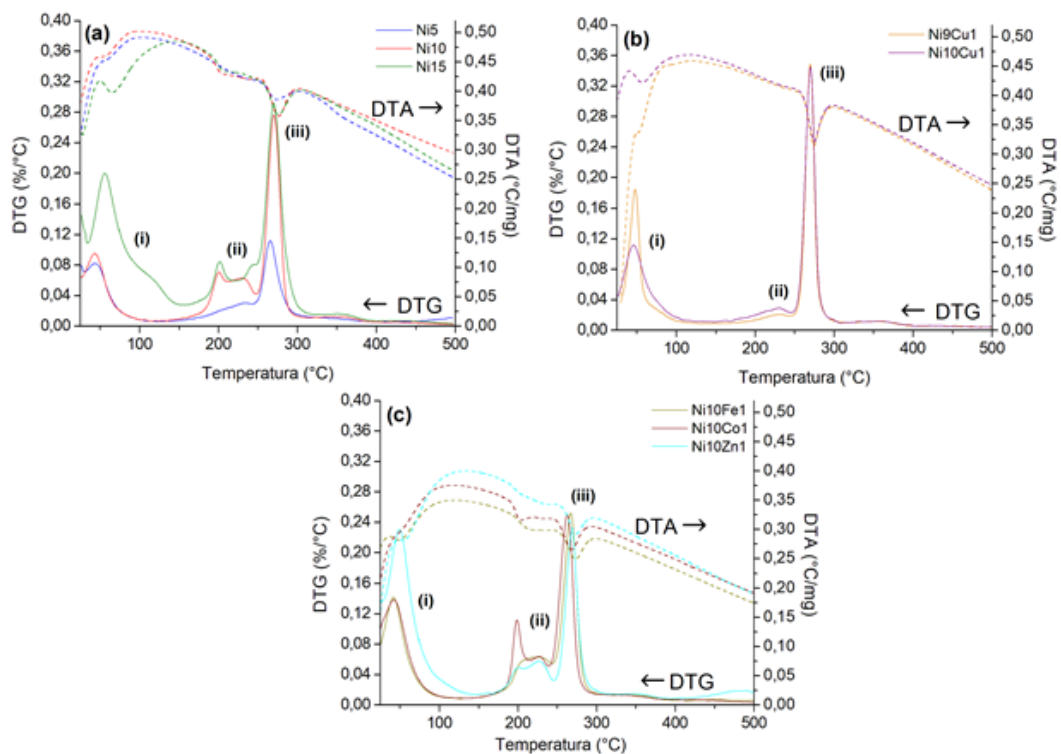 (a)
Ni5
Ni10
Ni15
DTG (%/°C)
0,40
0,36
0,32
0,28
0,24
0,20
0,16
0,12
0,08
0,04
0,00
DTA →
(iii)
(i)
(ii)
← DTG
0,50
0,45
0,40
0,35
0,30
0,25
0,20
0,15
0,10
0,05
0,00
DTA (°C/mg)
100 200 300 400 500
Temperatura (°C)
(b)
Ni9Cu1
Ni10Cu1
DTG (%/°C)
0,40
0,36
0,32
0,28
0,24
0,20
0,16
0,12
0,08
0,04
0,00
(iii)
DTA →
(i)
(ii)
← DTG
0,50
0,45
0,40
0,35
0,30
0,25
0,20
0,15
0,10
0,05
0,00
DTA (°C/mg)
100 200 300 400 500
Temperatura (°C)
(c)
Ni10Fe1
Ni10Co1
Ni10Zn1
DTG (%/°C)
0,40
0,36
0,32
0,28
0,24
0,20
0,16
0,12
0,08
0,04
0,00
(iii)
DTA →
(i)
(ii)
← DTG
0,50
0,45
0,40
0,35
0,30
0,25
0,20
0,15
0,10
0,05
0,00
DTA (°C/mg)
100 200 300 400 500
Temperatura (°C)